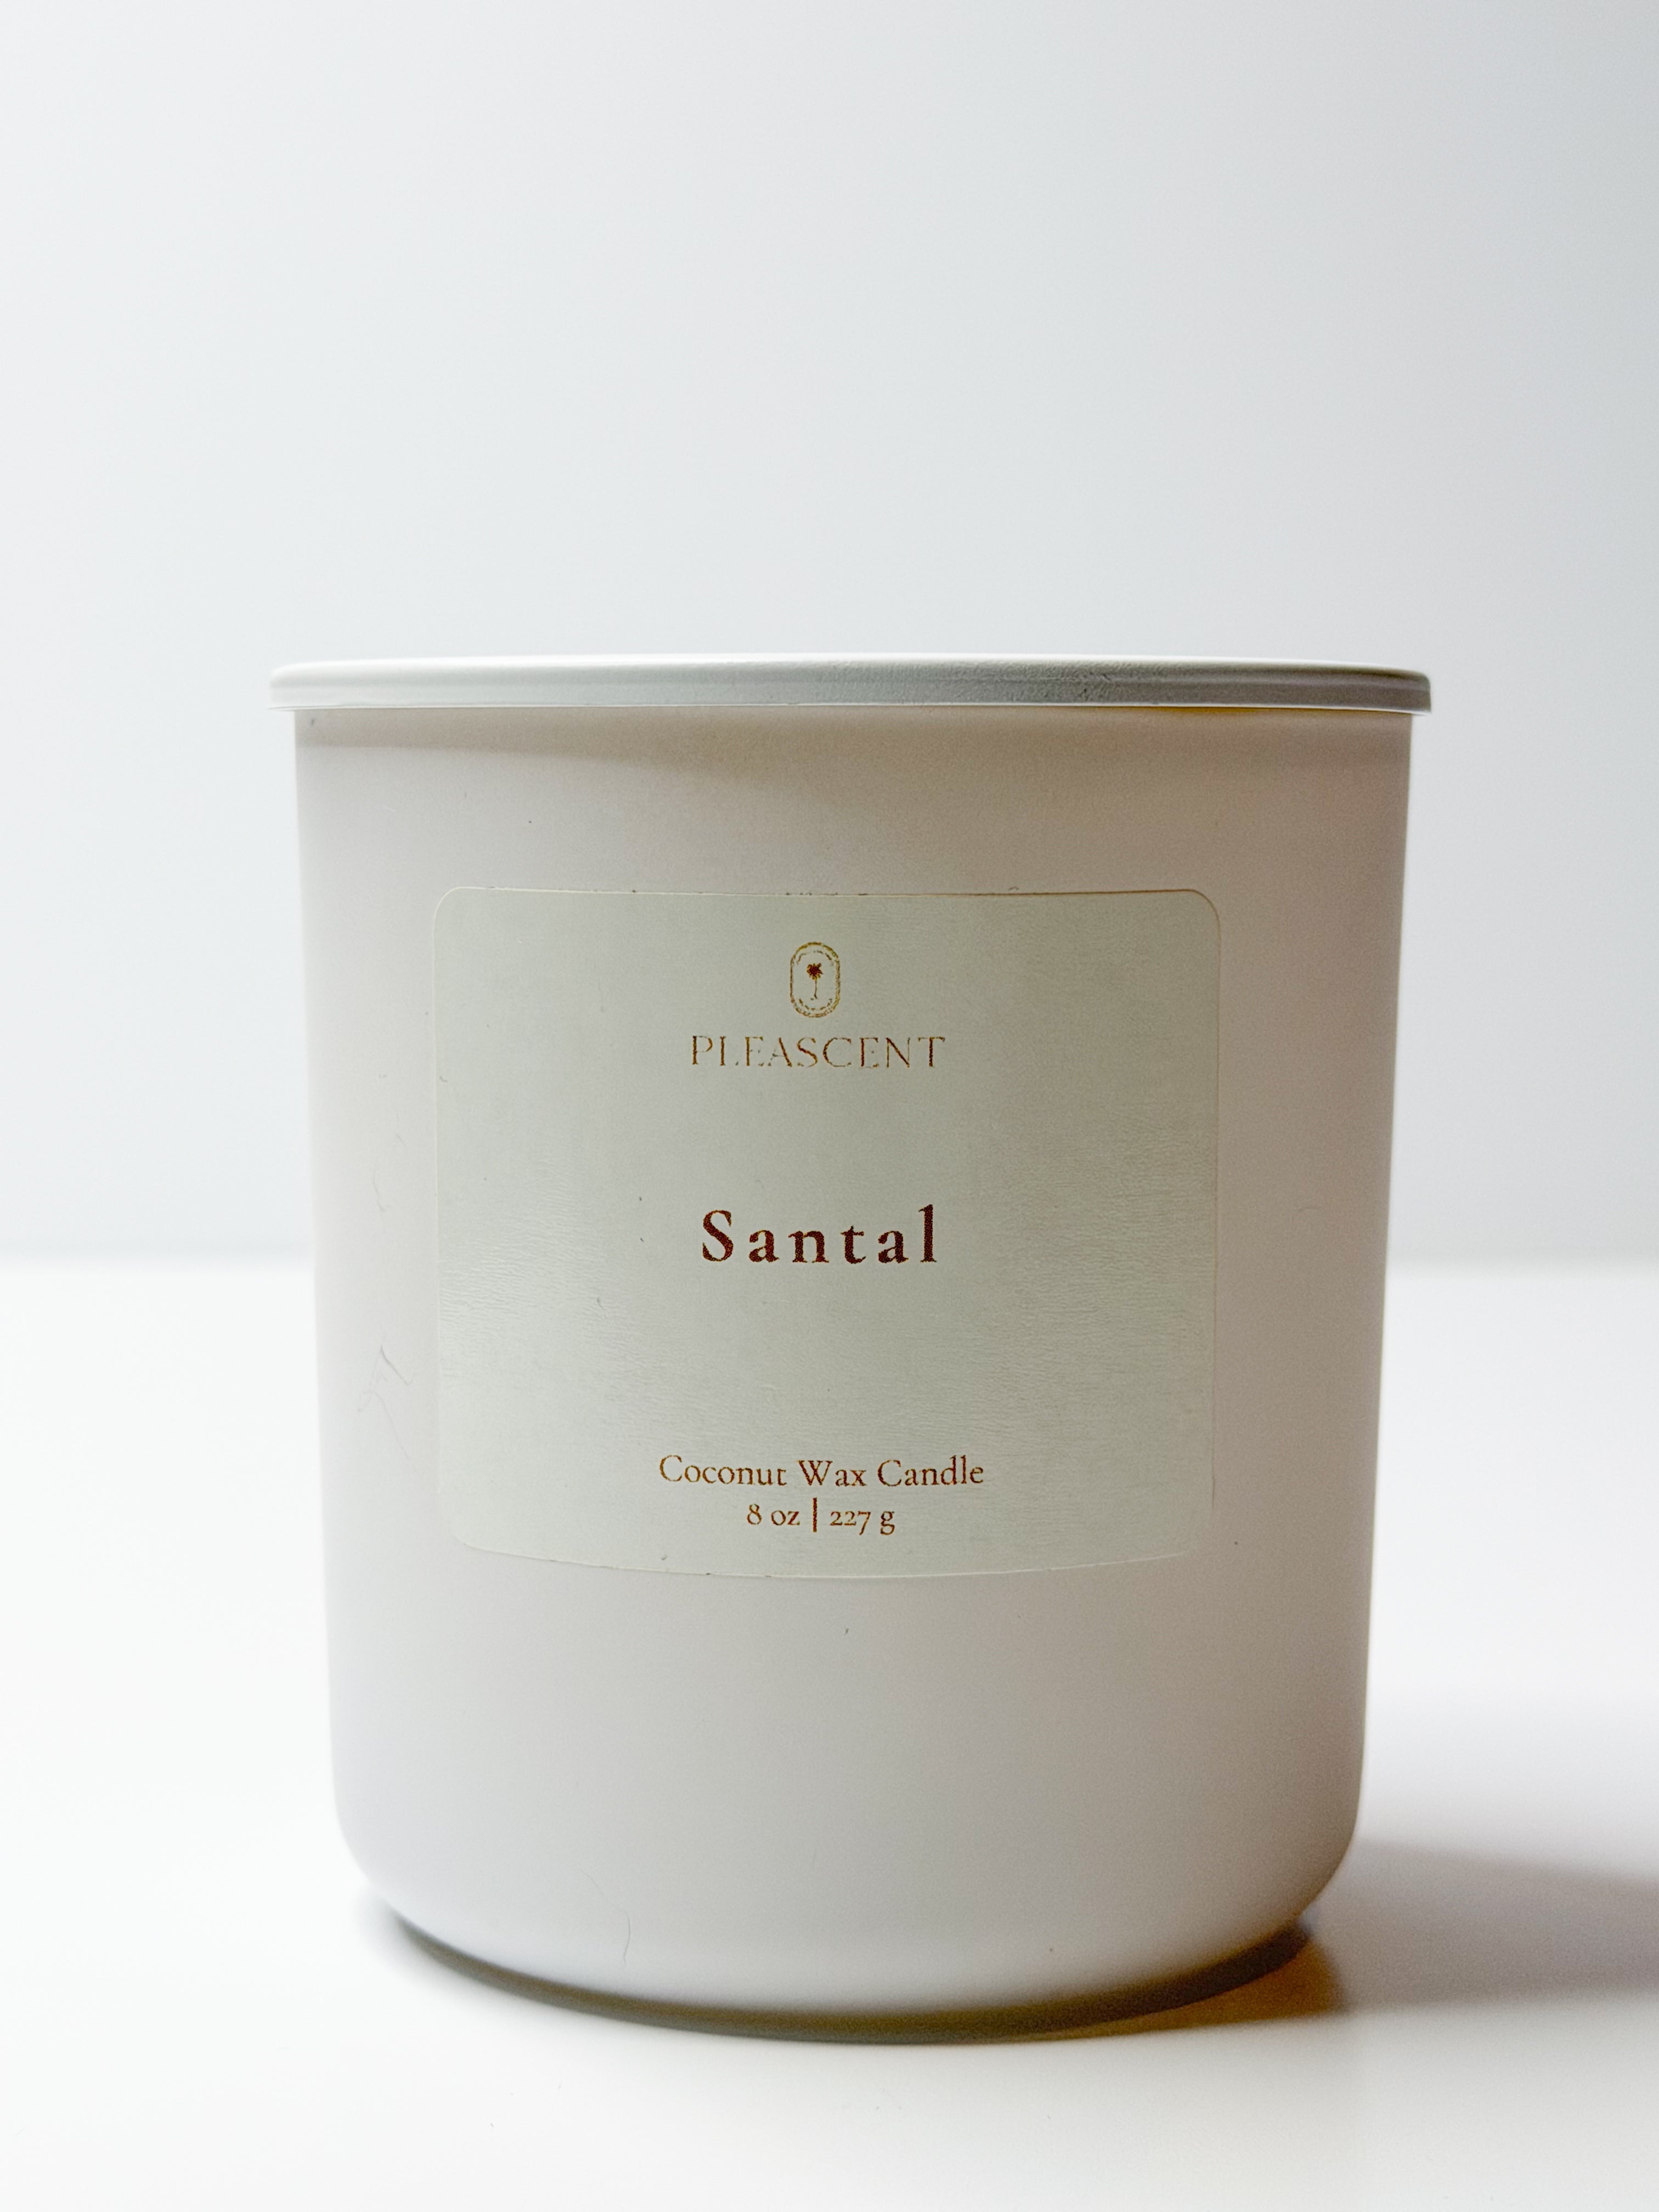 PLEASCENT
Santal
Coconut Wax Candle
8 oz | 227 g